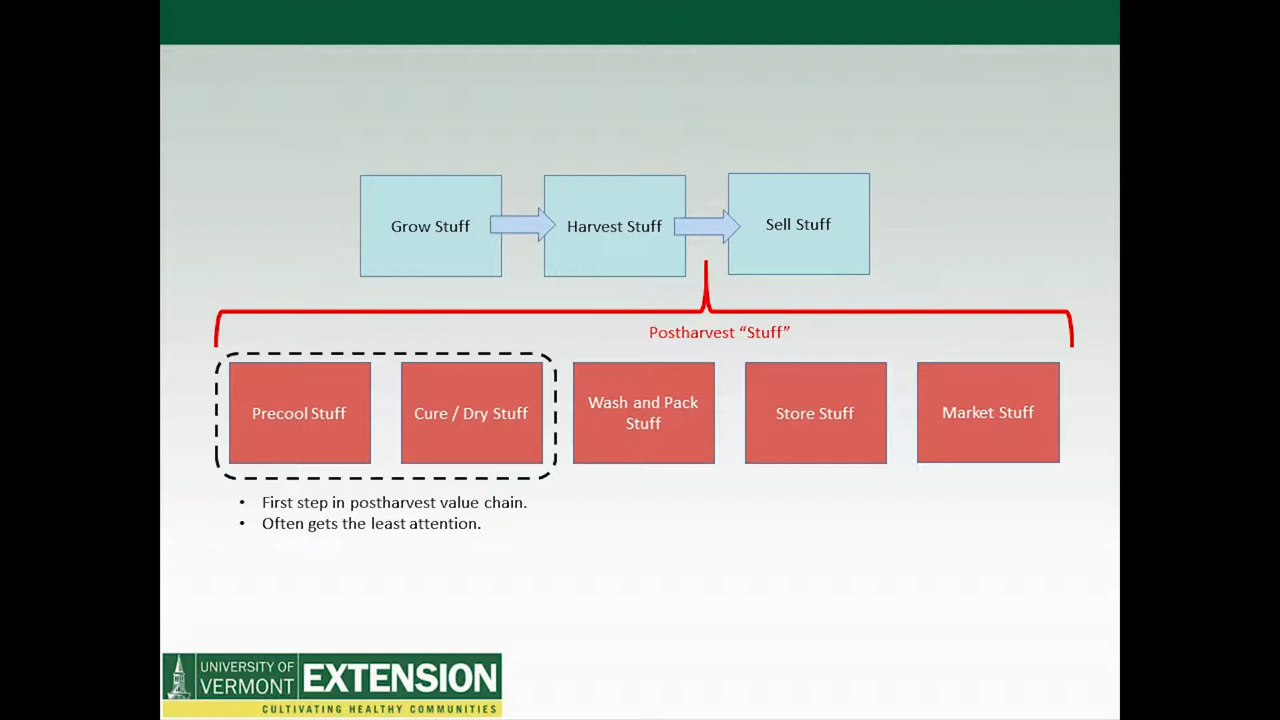 Grow Stuff
Harvest Stuff
Sell Stuff
Postharvest “Stuff”
Precool Stuff
Cure / Dry Stuff
Wash and Pack
Stuff
Store Stuff
Market Stuff
• First step in postharvest value chain.
• Often gets the least attention.
UNIVERSITY OF
VERMONT
EXTENSION
CULTIVATING HEALTHY COMMUNITIES